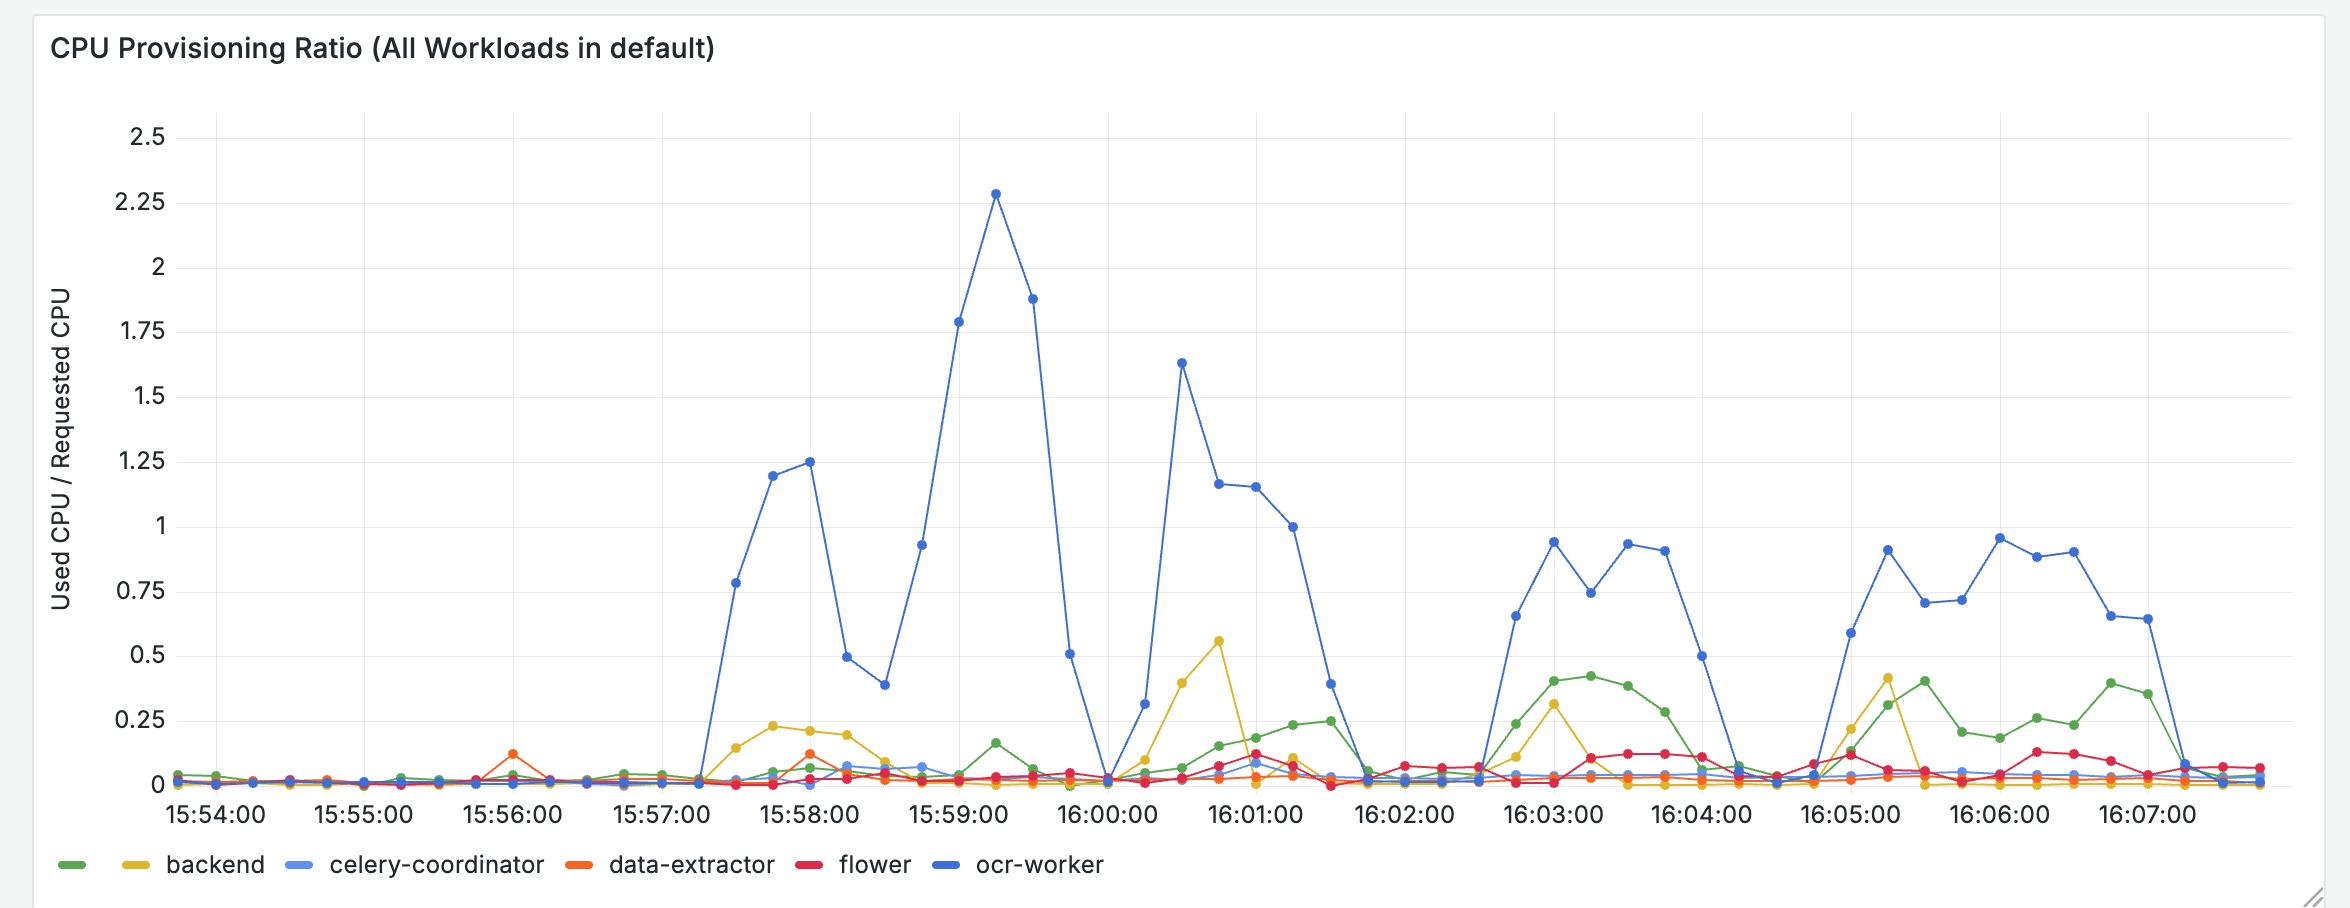 CPU Provisioning Ratio (All Workloads in default)
Used CPU / Requested CPU
2.5
2.25
2
1.75
1.5
1.25
1
0.75
0.5
0.25
0
15:54:00 15:55:00 15:56:00 15:57:00 15:58:00 15:59:00 16:00:00 16:01:00 16:02:00 16:03:00 16:04:00 16:05:00 16:06:00 16:07:00
backend celery-coordinator data-extractor flower ocr-worker